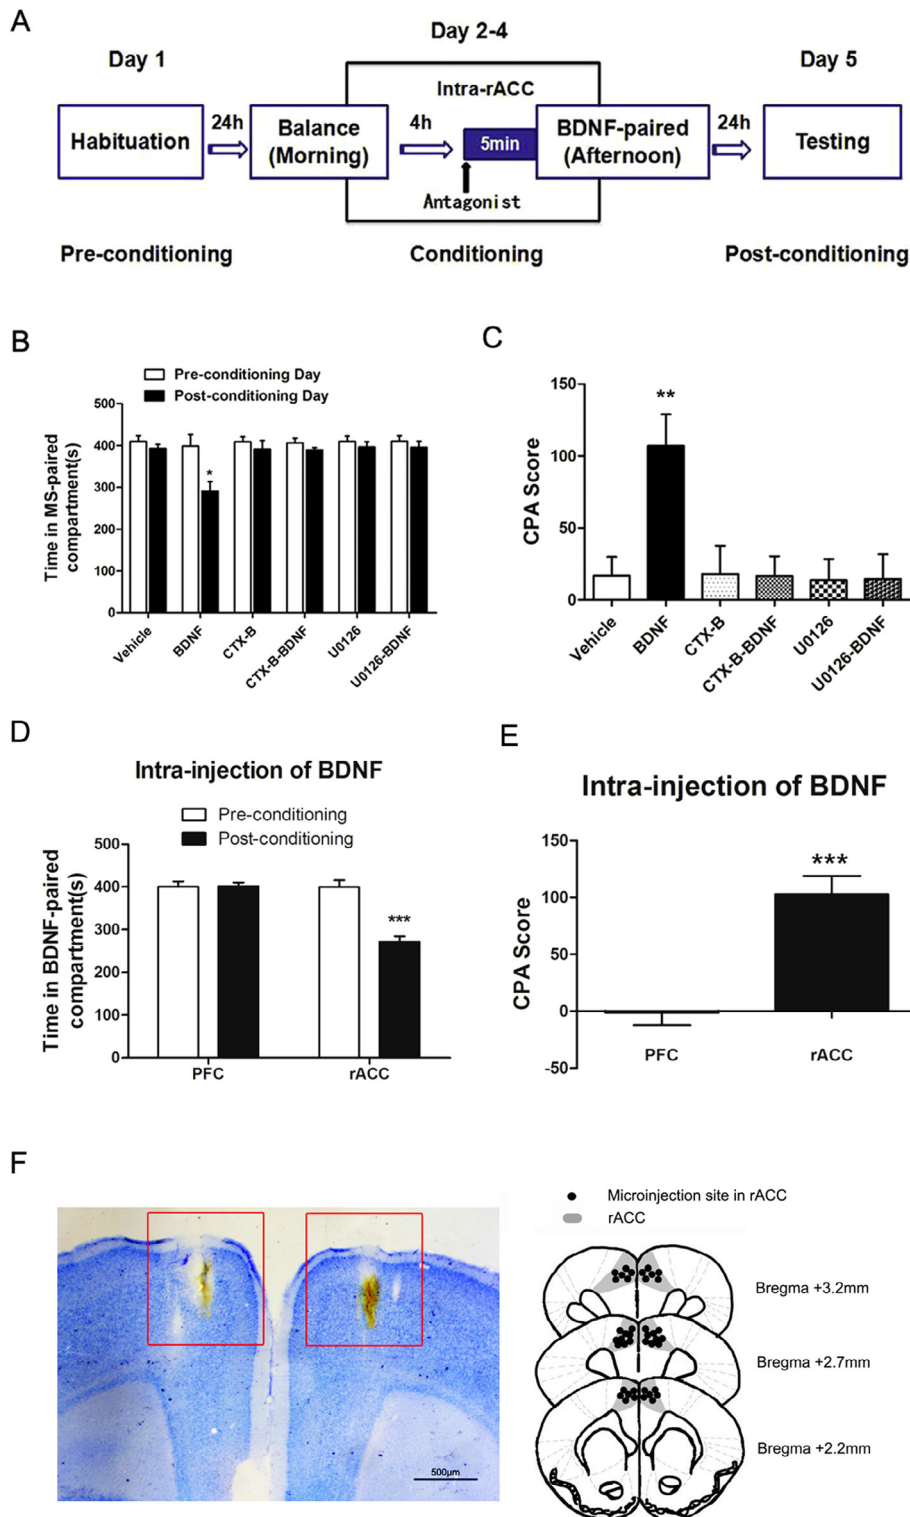 A
Day 1
Day 2-4
Day 5
Intra-rACC
Habituation
24h
Balance
(Morning)
4h
5min
BDNF-paired
(Afternoon)
24h
Testing
Antagonist
Pre-conditioning
Conditioning
Post-conditioning
B
Pre-conditioning Day
Post-conditioning Day
Time in MS-paired
compartment(s)
500
400
300
200
100
0
*
Vehicle
BDNF
CTX-B
CTX-B-BDNF
U0126
U0126-BDNF
C
CPA Score
150
100
50
0
**
Vehicle
BDNF
CTX-B
CTX-B-BDNF
U0126
U0126-BDNF
D
Intra-injection of BDNF
Pre-conditioning
Post-conditioning
Time in BDNF-paired
compartment(s)
500
400
300
200
100
0
***
PFC
rACC
E
Intra-injection of BDNF
CPA Score
150
100
50
0
-50
***
PFC
rACC
F
500μm
Microinjection site in rACC
rACC
Bregma +3.2mm
Bregma +2.7mm
Bregma +2.2mm